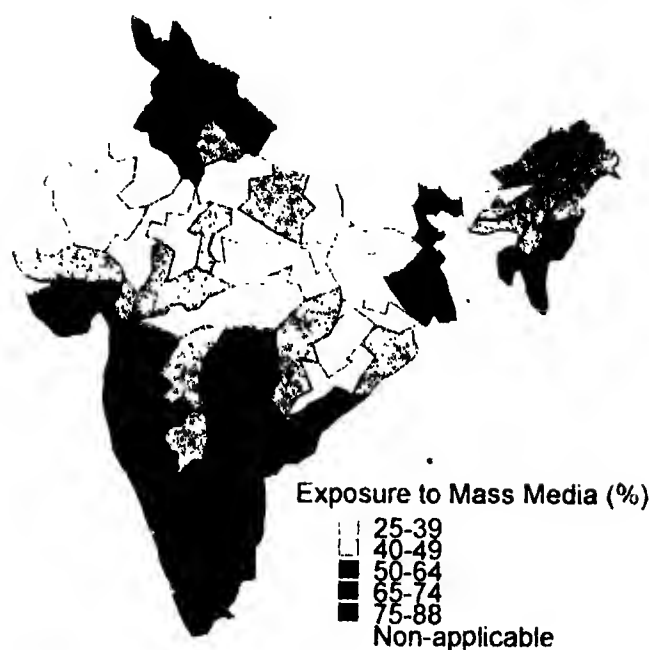 Exposure to Mass Media (%)
25-39
40-49
50-64
65-74
75-88
Non-applicable